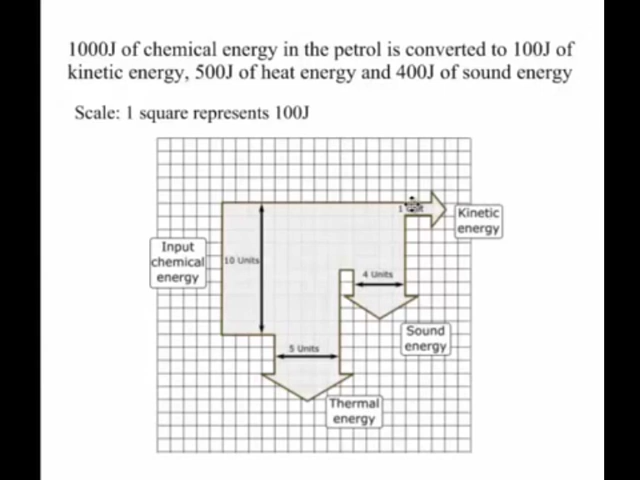 1000J of chemical energy in the petrol is converted to 100J of
kinetic energy, 500J of heat energy and 400J of sound energy
Scale: 1 square represents 100J
1 Unit
Kinetic
energy
Input
chemical
energy
10 Units
4 Units
Sound
energy
5 Units
Thermal
energy